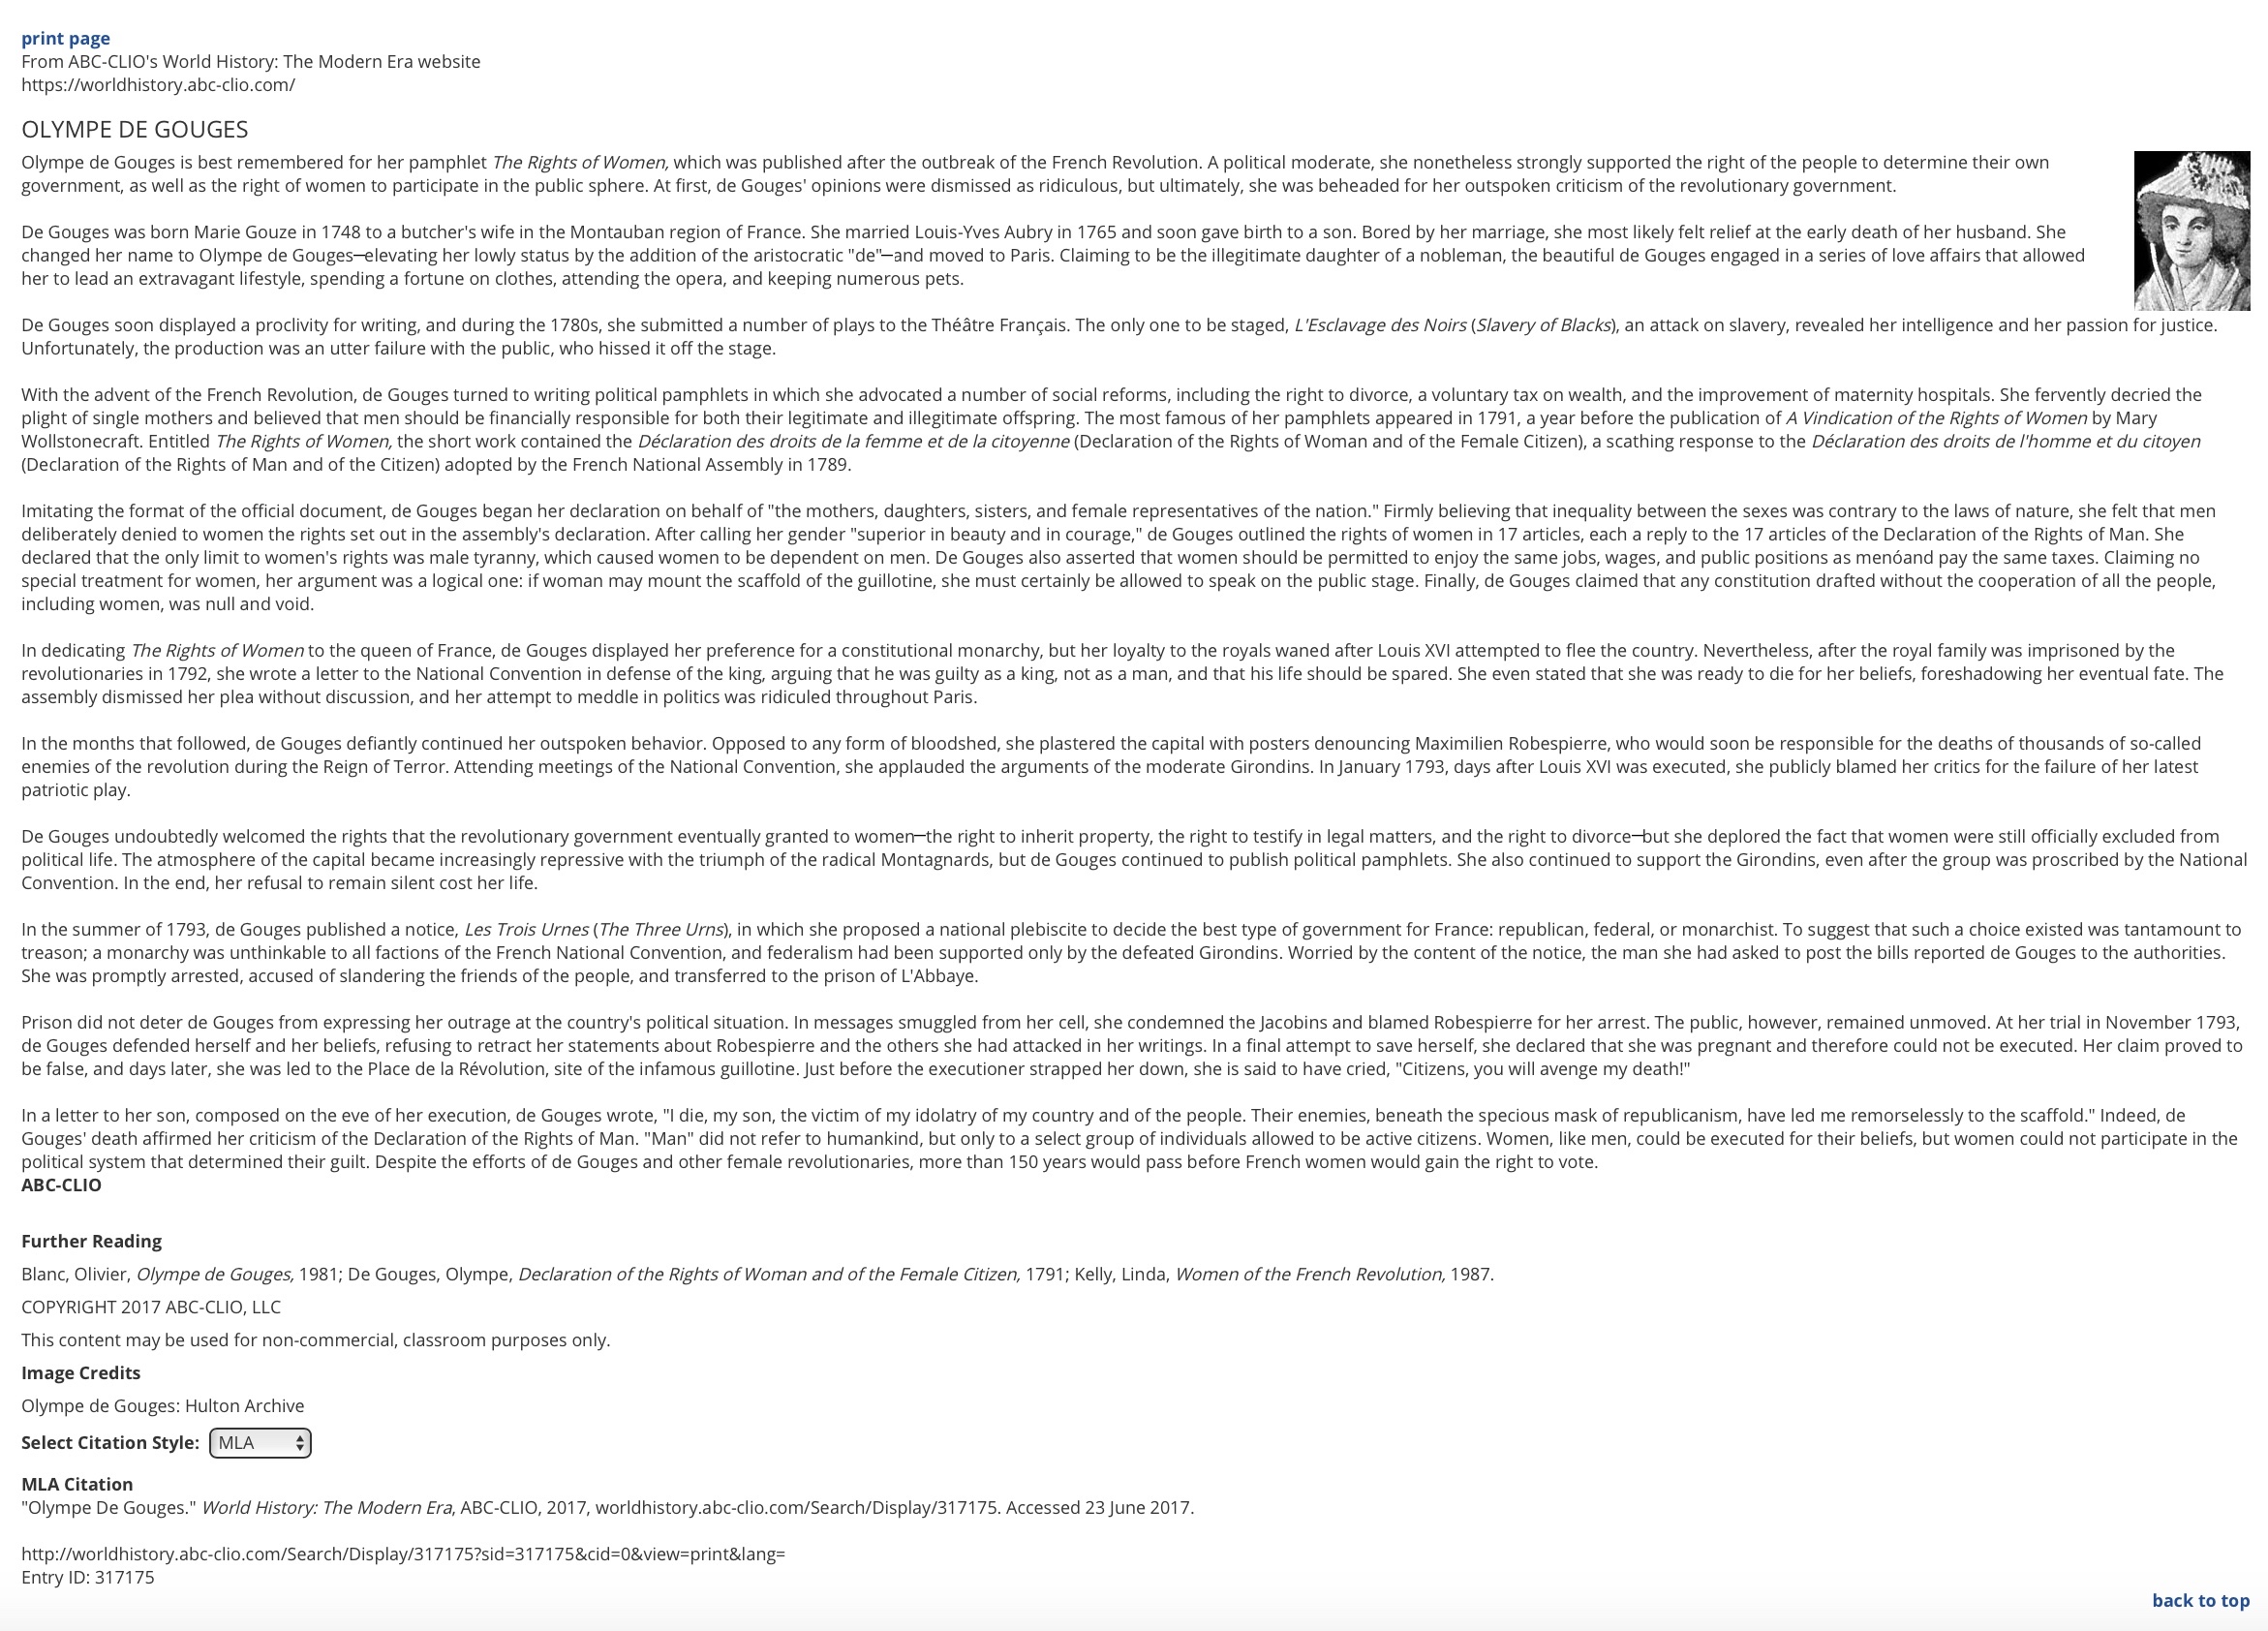 print page
From ABC-CLIO's World History: The Modern Era website
https://worldhistory.abc-clio.com/
OLYMPE DE GOUGES
Olympe de Gouges is best remembered for her pamphlet The Rights of Women, which was published after the outbreak of the French Revolution. A political moderate, she nonetheless strongly supported the right of the people to determine their own
government, as well as the right of women to participate in the public sphere. At first, de Gouges' opinions were dismissed as ridiculous, but ultimately, she was beheaded for her outspoken criticism of the revolutionary government.
De Gouges was born Marie Gouze in 1748 to a butcher's wife in the Montauban region of France. She married Louis-Yves Aubry in 1765 and soon gave birth to a son. Bored by her marriage, she most likely felt relief at the early death of her husband. She
changed her name to Olympe de Gouges—elevating her lowly status by the addition of the aristocratic "de"—and moved to Paris. Claiming to be the illegitimate daughter of a nobleman, the beautiful de Gouges engaged in a series of love affairs that allowed
her to lead an extravagant lifestyle, spending a fortune on clothes, attending the opera, and keeping numerous pets.
De Gouges soon displayed a proclivity for writing, and during the 1780s, she submitted a number of plays to the Théâtre Français. The only one to be staged, L'Esclavage des Noirs (Slavery of Blacks), an attack on slavery, revealed her intelligence and her passion for justice.
Unfortunately, the production was an utter failure with the public, who hissed it off the stage.
With the advent of the French Revolution, de Gouges turned to writing political pamphlets in which she advocated a number of social reforms, including the right to divorce, a voluntary tax on wealth, and the improvement of maternity hospitals. She fervently decried the
plight of single mothers and believed that men should be financially responsible for both their legitimate and illegitimate offspring. The most famous of her pamphlets appeared in 1791, a year before the publication of A Vindication of the Rights of Women by Mary
Wollstonecraft. Entitled The Rights of Women, the short work contained the Déclaration des droits de la femme et de la citoyenne (Declaration of the Rights of Woman and of the Female Citizen), a scathing response to the Déclaration des droits de l'homme et du citoyen
(Declaration of the Rights of Man and of the Citizen) adopted by the French National Assembly in 1789.
Imitating the format of the official document, de Gouges began her declaration on behalf of "the mothers, daughters, sisters, and female representatives of the nation." Firmly believing that inequality between the sexes was contrary to the laws of nature, she felt that men
deliberately denied to women the rights set out in the assembly's declaration. After calling her gender "superior in beauty and in courage," de Gouges outlined the rights of women in 17 articles, each a reply to the 17 articles of the Declaration of the Rights of Man. She
declared that the only limit to women's rights was male tyranny, which caused women to be dependent on men. De Gouges also asserted that women should be permitted to enjoy the same jobs, wages, and public positions as menóand pay the same taxes. Claiming no
special treatment for women, her argument was a logical one: if woman may mount the scaffold of the guillotine, she must certainly be allowed to speak on the public stage. Finally, de Gouges claimed that any constitution drafted without the cooperation of all the people,
including women, was null and void.
In dedicating The Rights of Women to the queen of France, de Gouges displayed her preference for a constitutional monarchy, but her loyalty to the royals waned after Louis XVI attempted to flee the country. Nevertheless, after the royal family was imprisoned by the
revolutionaries in 1792, she wrote a letter to the National Convention in defense of the king, arguing that he was guilty as a king, not as a man, and that his life should be spared. She even stated that she was ready to die for her beliefs, foreshadowing her eventual fate. The
assembly dismissed her plea without discussion, and her attempt to meddle in politics was ridiculed throughout Paris.
In the months that followed, de Gouges defiantly continued her outspoken behavior. Opposed to any form of bloodshed, she plastered the capital with posters denouncing Maximilien Robespierre, who would soon be responsible for the deaths of thousands of so-called
enemies of the revolution during the Reign of Terror. Attending meetings of the National Convention, she applauded the arguments of the moderate Girondins. In January 1793, days after Louis XVI was executed, she publicly blamed her critics for the failure of her latest
patriotic play.
De Gouges undoubtedly welcomed the rights that the revolutionary government eventually granted to women—the right to inherit property, the right to testify in legal matters, and the right to divorce—but she deplored the fact that women were still officially excluded from
political life. The atmosphere of the capital became increasingly repressive with the triumph of the radical Montagnards, but de Gouges continued to publish political pamphlets. She also continued to support the Girondins, even after the group was proscribed by the National
Convention. In the end, her refusal to remain silent cost her life.
In the summer of 1793, de Gouges published a notice, Les Trois Urnes (The Three Urns), in which she proposed a national plebiscite to decide the best type of government for France: republican, federal, or monarchist. To suggest that such a choice existed was tantamount to
treason; a monarchy was unthinkable to all factions of the French National Convention, and federalism had been supported only by the defeated Girondins. Worried by the content of the notice, the man she had asked to post the bills reported de Gouges to the authorities.
She was promptly arrested, accused of slandering the friends of the people, and transferred to the prison of L'Abbaye.
Prison did not deter de Gouges from expressing her outrage at the country's political situation. In messages smuggled from her cell, she condemned the Jacobins and blamed Robespierre for her arrest. The public, however, remained unmoved. At her trial in November 1793,
de Gouges defended herself and her beliefs, refusing to retract her statements about Robespierre and the others she had attacked in her writings. In a final attempt to save herself, she declared that she was pregnant and therefore could not be executed. Her claim proved to
be false, and days later, she was led to the Place de la Révolution, site of the infamous guillotine. Just before the executioner strapped her down, she is said to have cried, "Citizens, you will avenge my death!"
In a letter to her son, composed on the eve of her execution, de Gouges wrote, "I die, my son, the victim of my idolatry of my country and of the people. Their enemies, beneath the specious mask of republicanism, have led me remorselessly to the scaffold." Indeed, de
Gouges' death affirmed her criticism of the Declaration of the Rights of Man. "Man" did not refer to humankind, but only to a select group of individuals allowed to be active citizens. Women, like men, could be executed for their beliefs, but women could not participate in the
political system that determined their guilt. Despite the efforts of de Gouges and other female revolutionaries, more than 150 years would pass before French women would gain the right to vote.
ABC-CLIO
Further Reading
Blanc, Olivier, Olympe de Gouges, 1981; De Gouges, Olympe, Declaration of the Rights of Woman and of the Female Citizen, 1791; Kelly, Linda, Women of the French Revolution, 1987.
COPYRIGHT 2017 ABC-CLIO, LLC
This content may be used for non-commercial, classroom purposes only.
Image Credits
Olympe de Gouges: Hulton Archive
Select Citation Style: MLA
MLA Citation
"Olympe De Gouges." World History: The Modern Era, ABC-CLIO, 2017, worldhistory.abc-clio.com/Search/Display/317175. Accessed 23 June 2017.
http://worldhistory.abc-clio.com/Search/Display/317175?sid=317175&cid=0&view=print&lang=
Entry ID: 317175
back to top